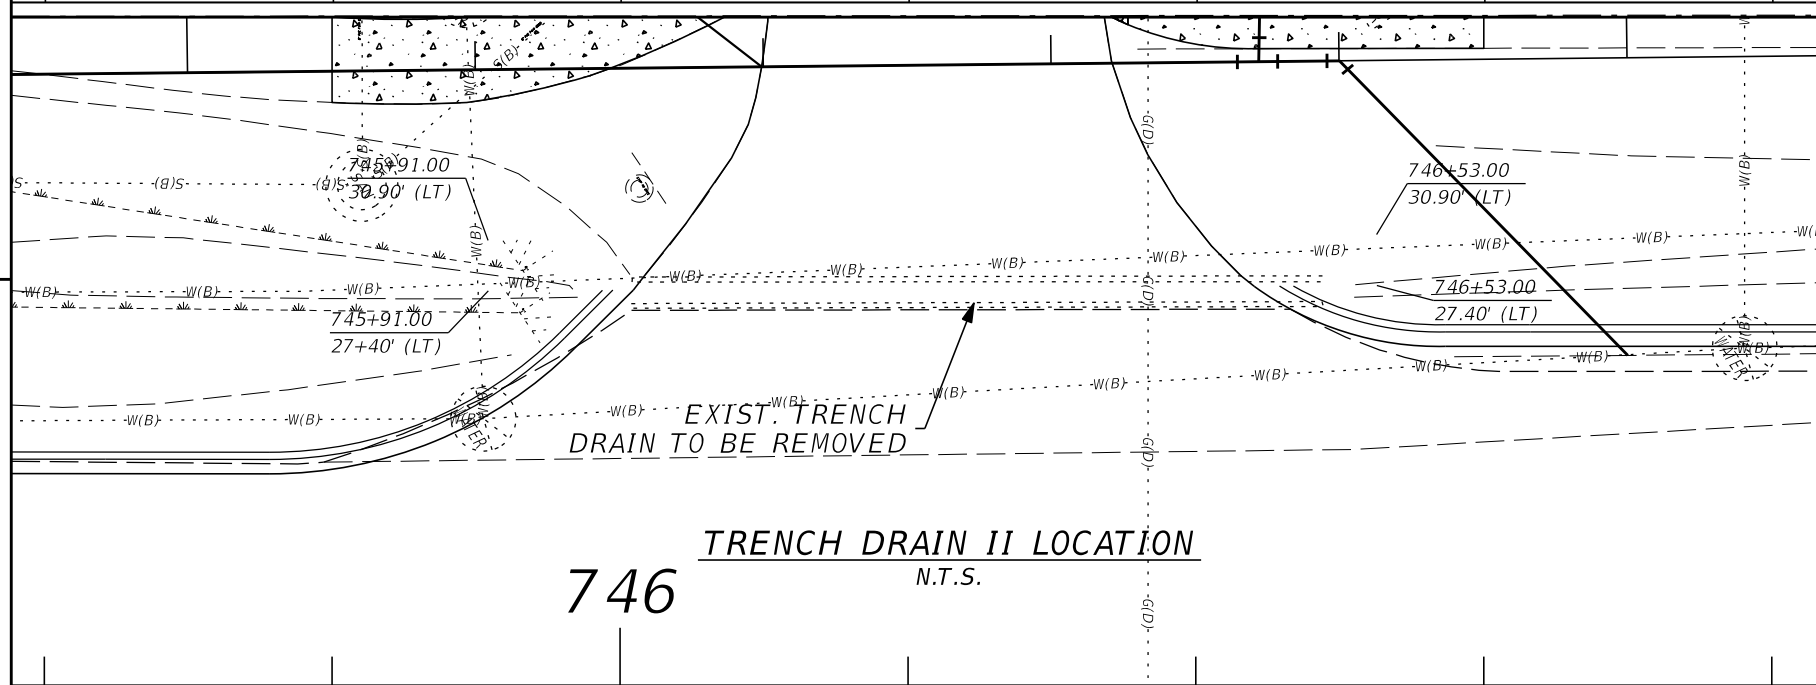 S(B)
W(B)
G(D)
W(B)
W(B)
S(B)
745+91.00
30.90' (LT)
746+53.00
30.90' (LT)
S(B)
S(B)
W(B)
W(B)
W(B)
W(B)
W(B)
W(B)
W(B)
W(B)
W(B)
W(B)
W(B)
W(B)
W(B)
G(D)
746+53.00
27.40' (LT)
745+91.00
27+40' (LT)
W(B)
W(B)
W(B)
W(B)
W(B)
W(B)
W(B)
W(B)
W(B)
W(B)
W(B)
WATER
EXIST. TRENCH
DRAIN TO BE REMOVED
G(D)
TRENCH DRAIN II LOCATION
N.T.S.
746
G(D)